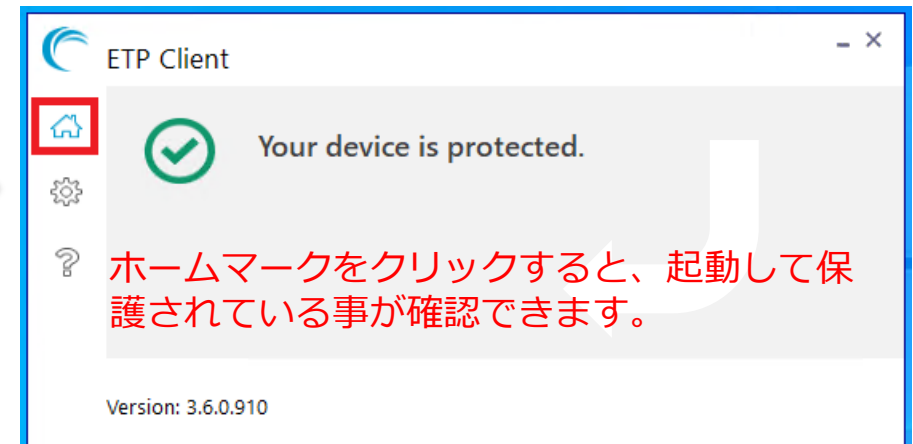 ETP Client
Your device is protected.
ホームマークをクリックすると、起動して保
護されている事が確認できます。
Version: 3.6.0.910